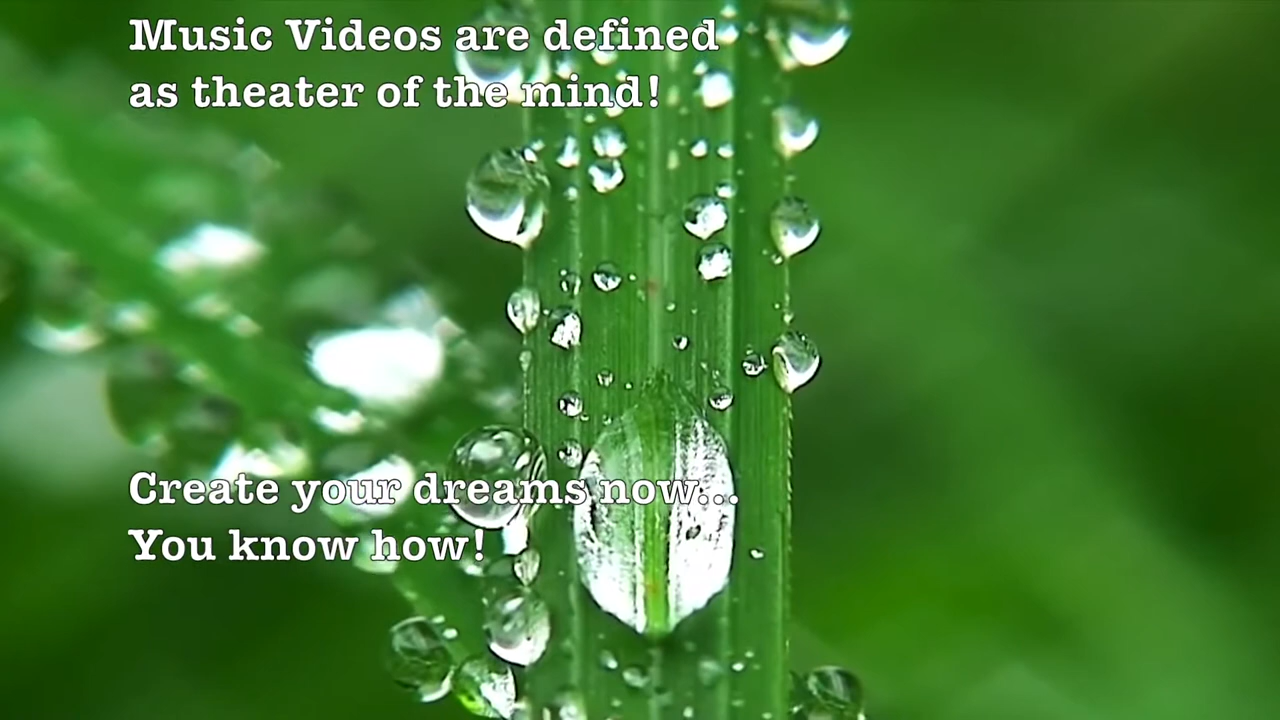 Music Videos are defined
as theater of the mind!
Create your dreams now...
You know how!